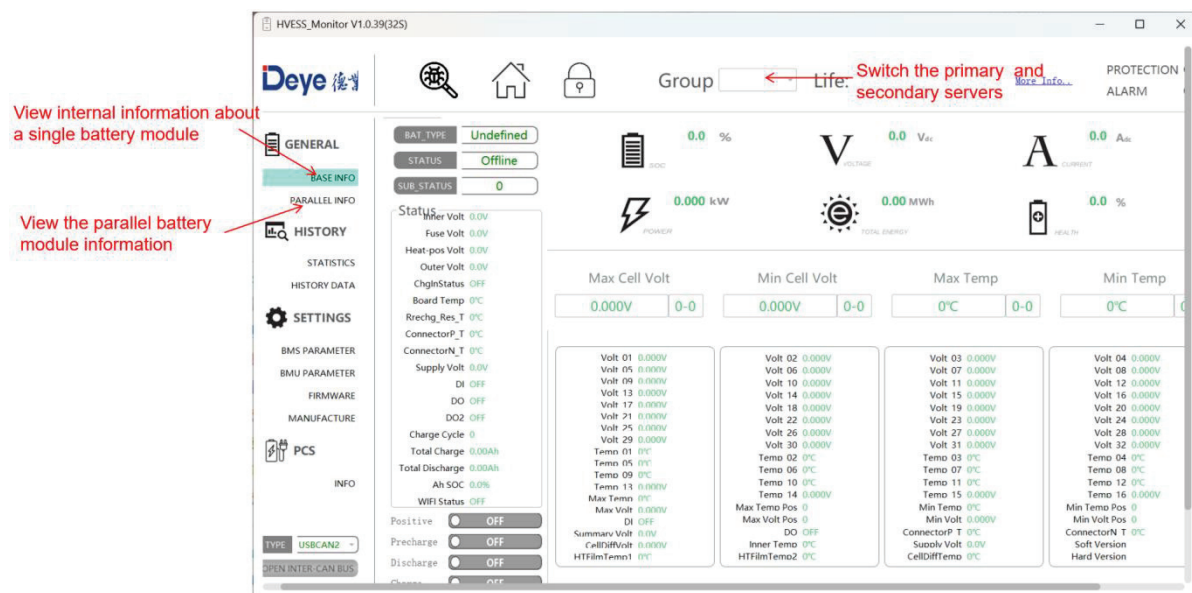 HVESS_Monitor V1.0.39(32S)
Deye 德业
Group
Life:
Switch the primary and
secondary servers
More Info..
PROTECTION
ALARM
View internal information about
a single battery module
View the parallel battery
module information
GENERAL
BASE INFO
PARALLEL INFO
HISTORY
STATISTICS
HISTORY DATA
SETTINGS
BMS PARAMETER
BMU PARAMETER
FIRMWARE
MANUFACTURE
PCS
INFO
TYPE USBCAN2
OPEN INTER-CAN BUS
BAT_TYPE Undefined
STATUS Offline
SUB_STATUS 0
Status
Inner Volt 0.0V
Fuse Volt 0.0V
Heat-pos Volt 0.0V
Outer Volt 0.0V
ChgInStatus OFF
Board Temp 0℃
Rrechg_Res_T 0℃
ConnectorP_T 0℃
ConnectorN_T 0℃
Supply Volt 0.0V
DI OFF
DO OFF
DO2 OFF
Charge Cycle 0
Total Charge 0.00Ah
Total Discharge 0.00Ah
Ah SOC 0.0%
WIFI Status OFF
Positive OFF
Precharge OFF
Discharge OFF
Charge OFF
0.0 %
SOC
V 0.0 Vdc
VOLTAGE
A 0.0 Adc
CURRENT
0.000 kW
POWER
0.00 MWh
TOTAL ENERGY
0.0 %
HEALTH
Max Cell Volt Min Cell Volt Max Temp Min Temp
0.000V 0-0 0.000V 0-0 0℃ 0-0 0℃ 0
Volt 01 0.000V
Volt 05 0.000V
Volt 09 0.000V
Volt 13 0.000V
Volt 17 0.000V
Volt 21 0.000V
Volt 25 0.000V
Volt 29 0.000V
Temp 01 0℃
Temp 05 0℃
Temp 09 0℃
Temp 13 0.000V
Max Temp 0℃
Max Volt 0.000V
DI OFF
Summary Volt 0.0V
CellDiffVolt 0.000V
HTFilmTemp1 0℃
Volt 02 0.000V
Volt 06 0.000V
Volt 10 0.000V
Volt 14 0.000V
Volt 18 0.000V
Volt 22 0.000V
Volt 26 0.000V
Volt 30 0.000V
Temp 02 0℃
Temp 06 0℃
Temp 10 0℃
Temp 14 0.000V
Max Temp Pos 0
Max Volt Pos 0
DO OFF
Inner Temp 0℃
HTFilmTemp2 0℃
Volt 03 0.000V
Volt 07 0.000V
Volt 11 0.000V
Volt 15 0.000V
Volt 19 0.000V
Volt 23 0.000V
Volt 27 0.000V
Volt 31 0.000V
Temp 03 0℃
Temp 07 0℃
Temp 11 0℃
Temp 15 0.000V
Min Temp 0℃
Min Volt 0.000V
ConnectorP_T 0℃
Supply Volt 0.0V
CellDiffTemp 0℃
Volt 04 0.000V
Volt 08 0.000V
Volt 12 0.000V
Volt 16 0.000V
Volt 20 0.000V
Volt 24 0.000V
Volt 28 0.000V
Volt 32 0.000V
Temp 04 0℃
Temp 08 0℃
Temp 12 0℃
Temp 16 0.000V
Min Temp Pos 0
Min Volt Pos 0
ConnectorN_T 0℃
Soft Version
Hard Version